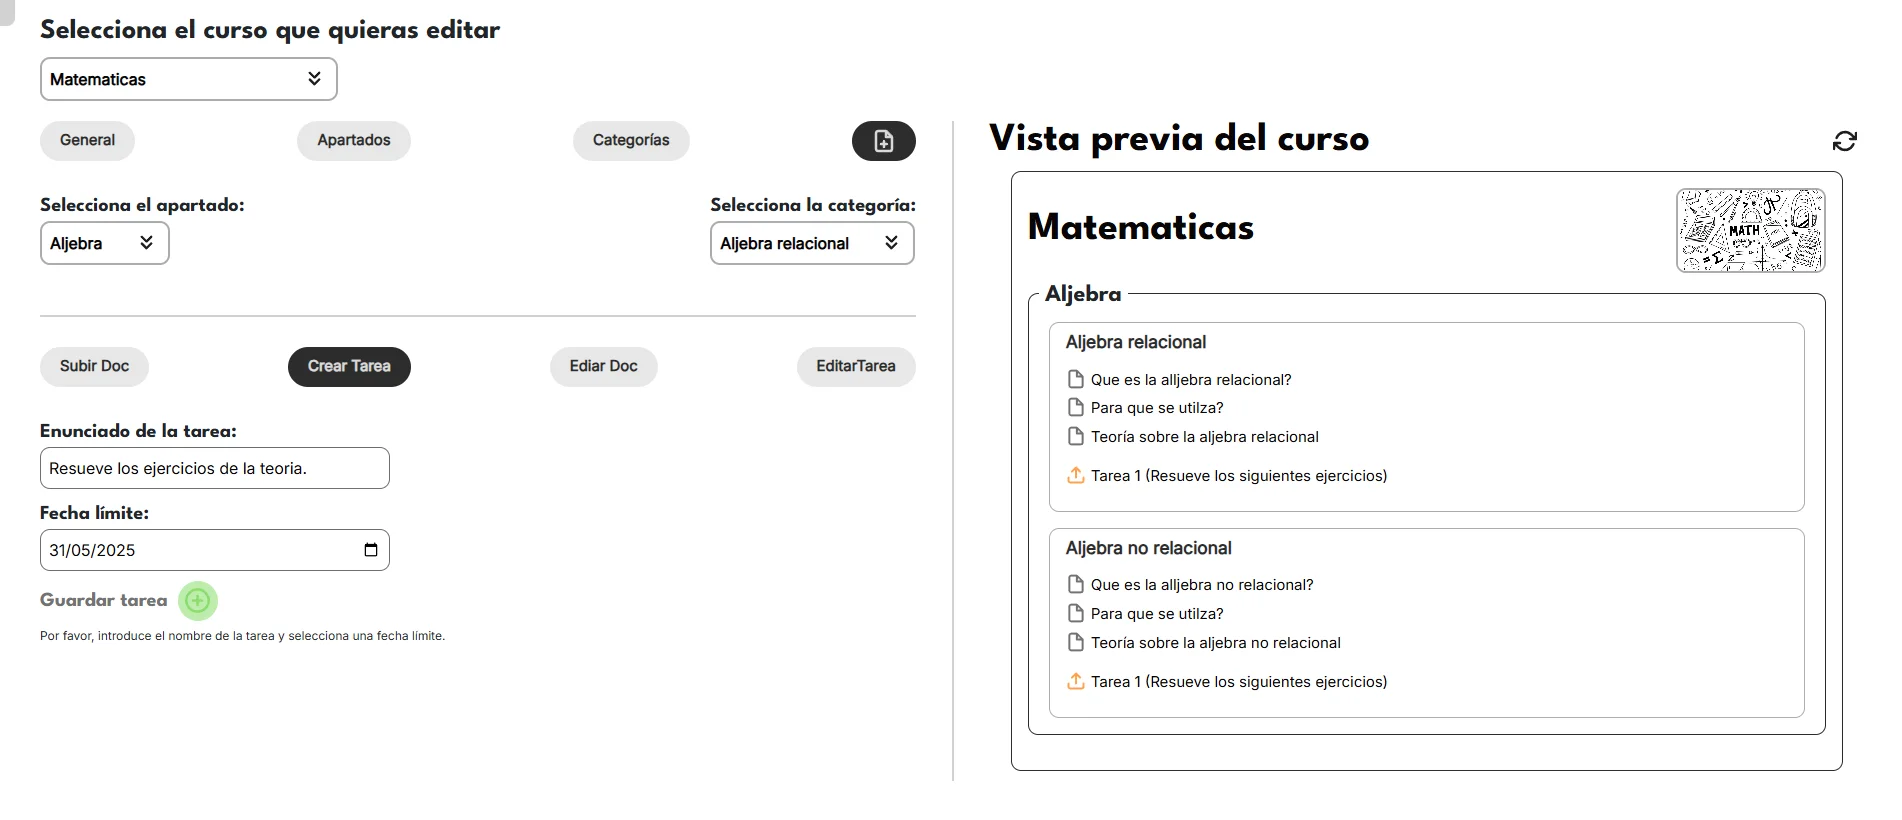 Selecciona el curso que quieras editar
Matematicas
General
Apartados
Categorías
Selecciona el apartado:
Selecciona la categoría:
Aljebra
Aljebra relacional
Subir Doc
Crear Tarea
Ediar Doc
EditarTarea
Enunciado de la tarea:
Resueve los ejercicios de la teoria.
Fecha límite:
31/05/2025
Guardar tarea
Por favor, introduce el nombre de la tarea y selecciona una fecha límite.
Vista previa del curso
Matematicas
MATH
Aljebra
Aljebra relacional
Que es la alljebra relacional?
Para que se utilza?
Teoría sobre la aljebra relacional
Tarea 1 (Resueve los siguientes ejercicios)
Aljebra no relacional
Que es la alljebra no relacional?
Para que se utilza?
Teoría sobre la aljebra no relacional
Tarea 1 (Resueve los siguientes ejercicios)